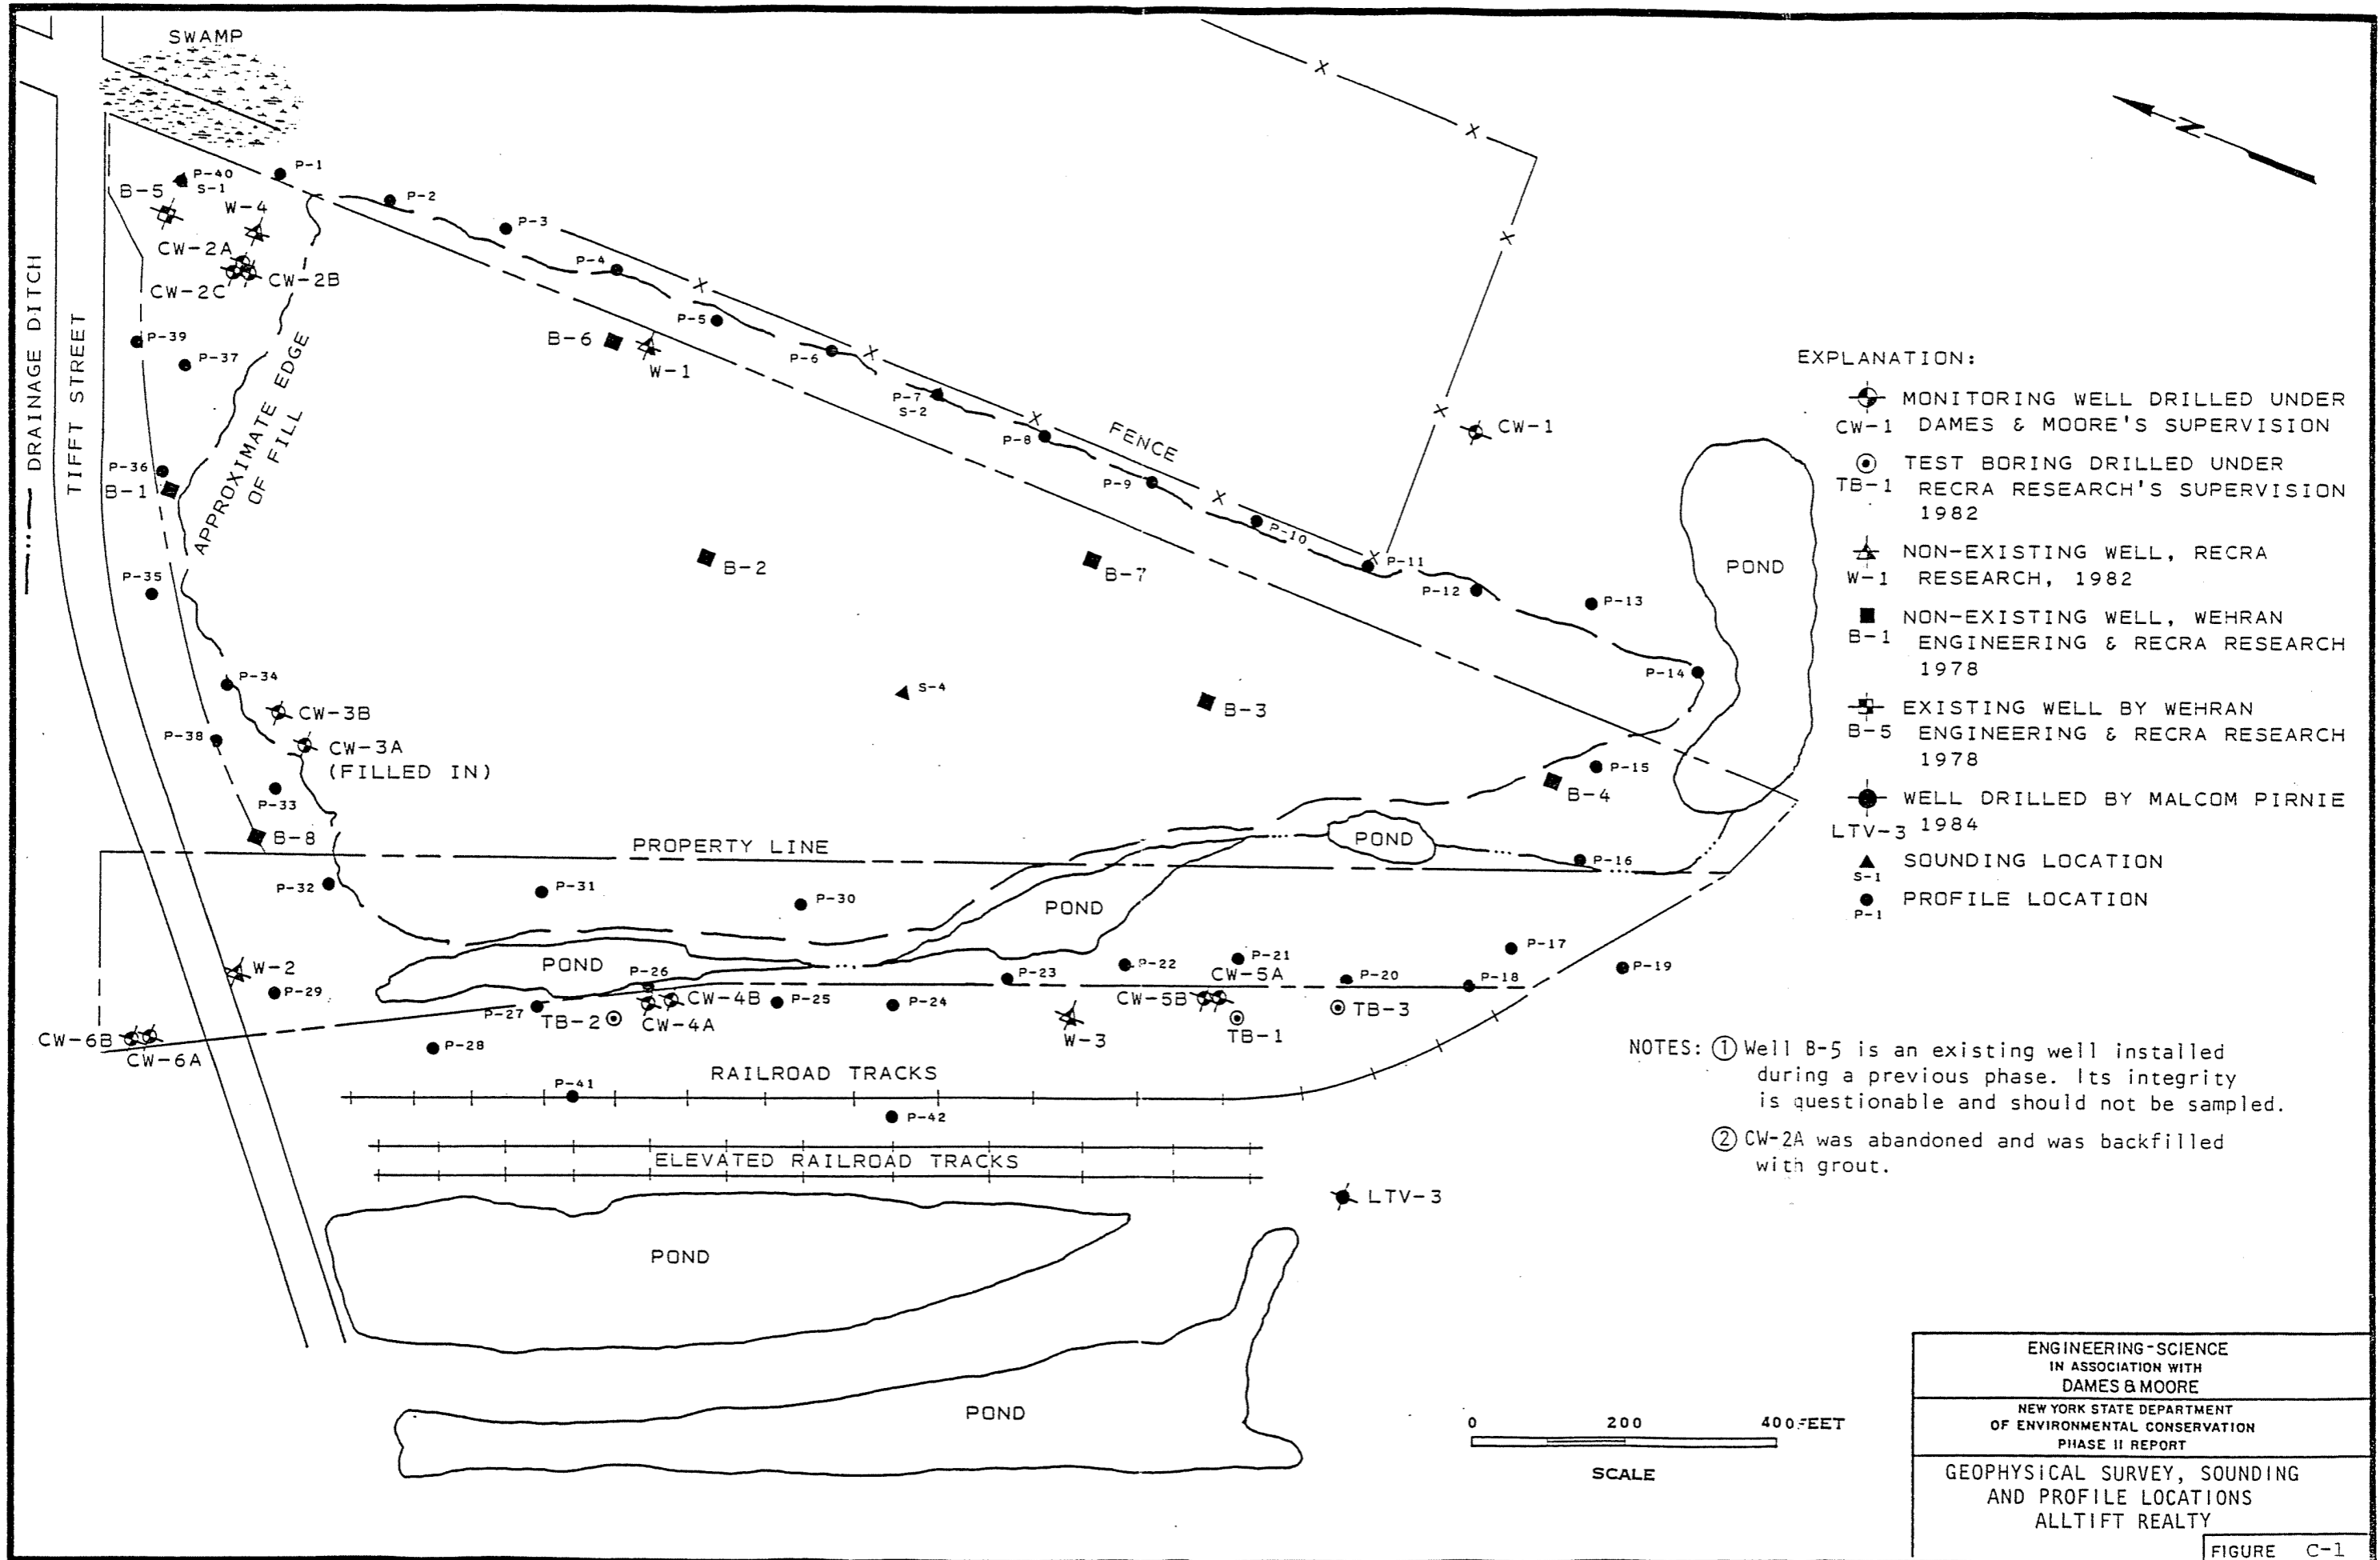 SWAMP
DRAINAGE DITCH
TIFFT STREET
P-1
P-40
S-1
B-5
W-4
P-2
P-3
CW-2A
CW-2B
CW-2C
P-4
P-39
P-37
P-5
B-6
W-1
P-6
APPROXIMATE EDGE
OF FILL
P-7
S-2
FENCE
P-8
CW-1
P-36
B-1
P-9
P-10
P-35
B-2
B-7
P-11
P-12
P-13
POND
P-34
CW-3B
S-4
B-3
P-14
P-38
CW-3A
(FILLED IN)
P-33
P-15
B-4
B-8
PROPERTY LINE
POND
P-16
P-32
P-31
P-30
POND
W-2
P-29
POND
P-26
P-23
P-22
P-21
CW-5A
P-17
P-20
P-18
P-19
CW-4B
P-25
P-24
CW-5B
P-27
TB-2
CW-4A
W-3
TB-1
TB-3
CW-6B
CW-6A
P-28
RAILROAD TRACKS
P-41
P-42
ELEVATED RAILROAD TRACKS
LTV-3
POND
POND
N
EXPLANATION:
MONITORING WELL DRILLED UNDER
CW-1 DAMES & MOORE'S SUPERVISION
TEST BORING DRILLED UNDER
TB-1 RECRA RESEARCH'S SUPERVISION
1982
NON-EXISTING WELL, RECRA
W-1 RESEARCH, 1982
NON-EXISTING WELL, WEHRAN
B-1 ENGINEERING & RECRA RESEARCH
1978
EXISTING WELL BY WEHRAN
B-5 ENGINEERING & RECRA RESEARCH
1978
WELL DRILLED BY MALCOM PIRNIE
LTV-3 1984
SOUNDING LOCATION
S-1
PROFILE LOCATION
P-1
NOTES: ① Well B-5 is an existing well installed
during a previous phase. Its integrity
is questionable and should not be sampled.
② CW-2A was abandoned and was backfilled
with grout.
0 200 400 FEET
SCALE
ENGINEERING-SCIENCE
IN ASSOCIATION WITH
DAMES & MOORE
NEW YORK STATE DEPARTMENT
OF ENVIRONMENTAL CONSERVATION
PHASE II REPORT
GEOPHYSICAL SURVEY, SOUNDING
AND PROFILE LOCATIONS
ALLTIFT REALTY
FIGURE C-1